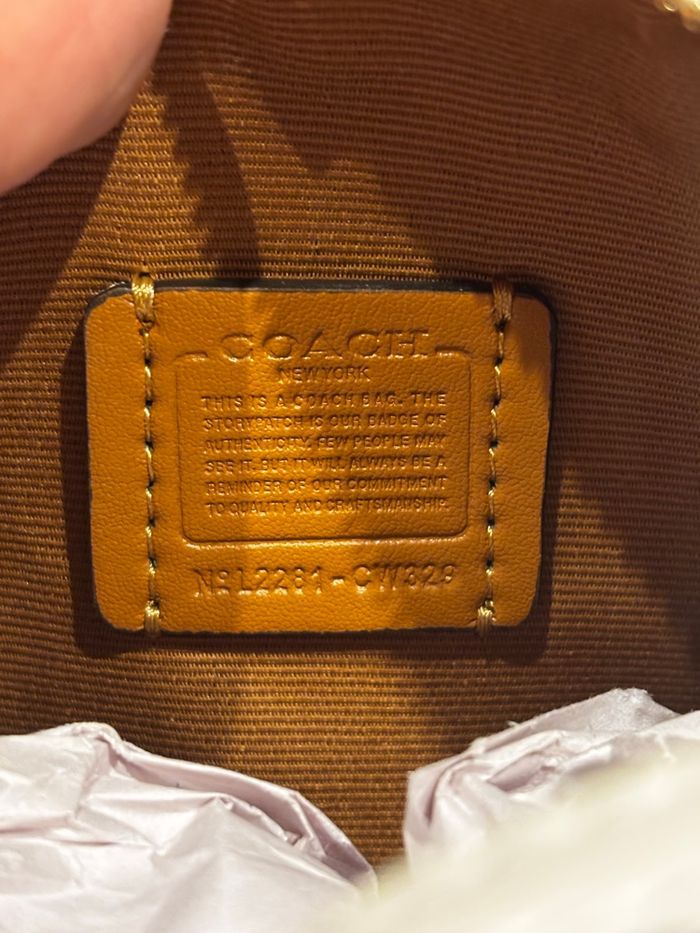 COACH
NEW YORK
THIS IS A COACH BAG. THE
STORYPATCH IS OUR BADGE OF
AUTHENTICITY. FEW PEOPLE MAY
SEE IT. BUT IT WILL ALWAYS BE A
REMINDER OF OUR COMMITMENT
TO QUALITY AND CRAFTSMANSHIP.
Nº L2281-CW329